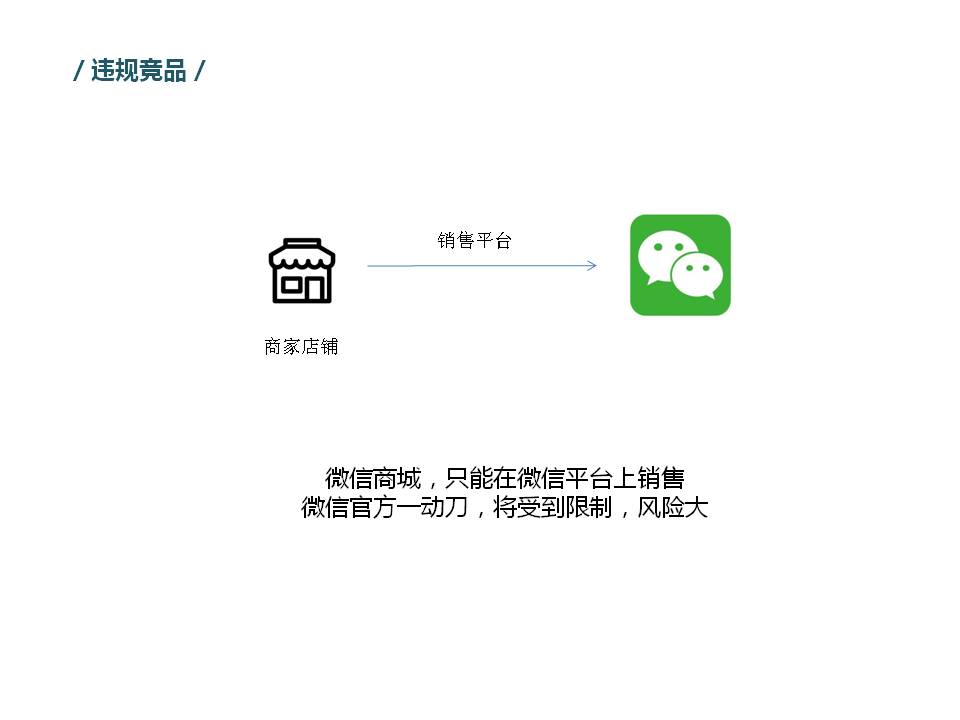 / 违规竞品 /
销售平台
商家店铺
微信商城，只能在微信平台上销售
微信官方一动刀，将受到限制，风险大